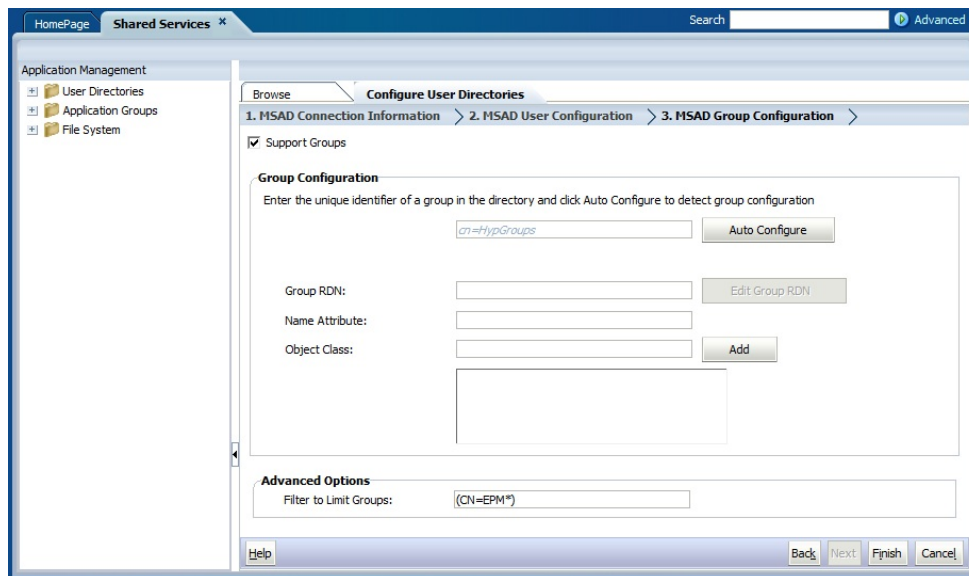 HomePage
Shared Services ×
Search
Advanced
Application Management
User Directories
Application Groups
File System
Browse
Configure User Directories
1. MSAD Connection Information
2. MSAD User Configuration
3. MSAD Group Configuration
Support Groups
Group Configuration
Enter the unique identifier of a group in the directory and click Auto Configure to detect group configuration
cn=HypGroups
Auto Configure
Group RDN:
Edit Group RDN
Name Attribute:
Object Class:
Add
Advanced Options
Filter to Limit Groups:
(CN=EPM*)
Help
Back
Next
Finish
Cancel